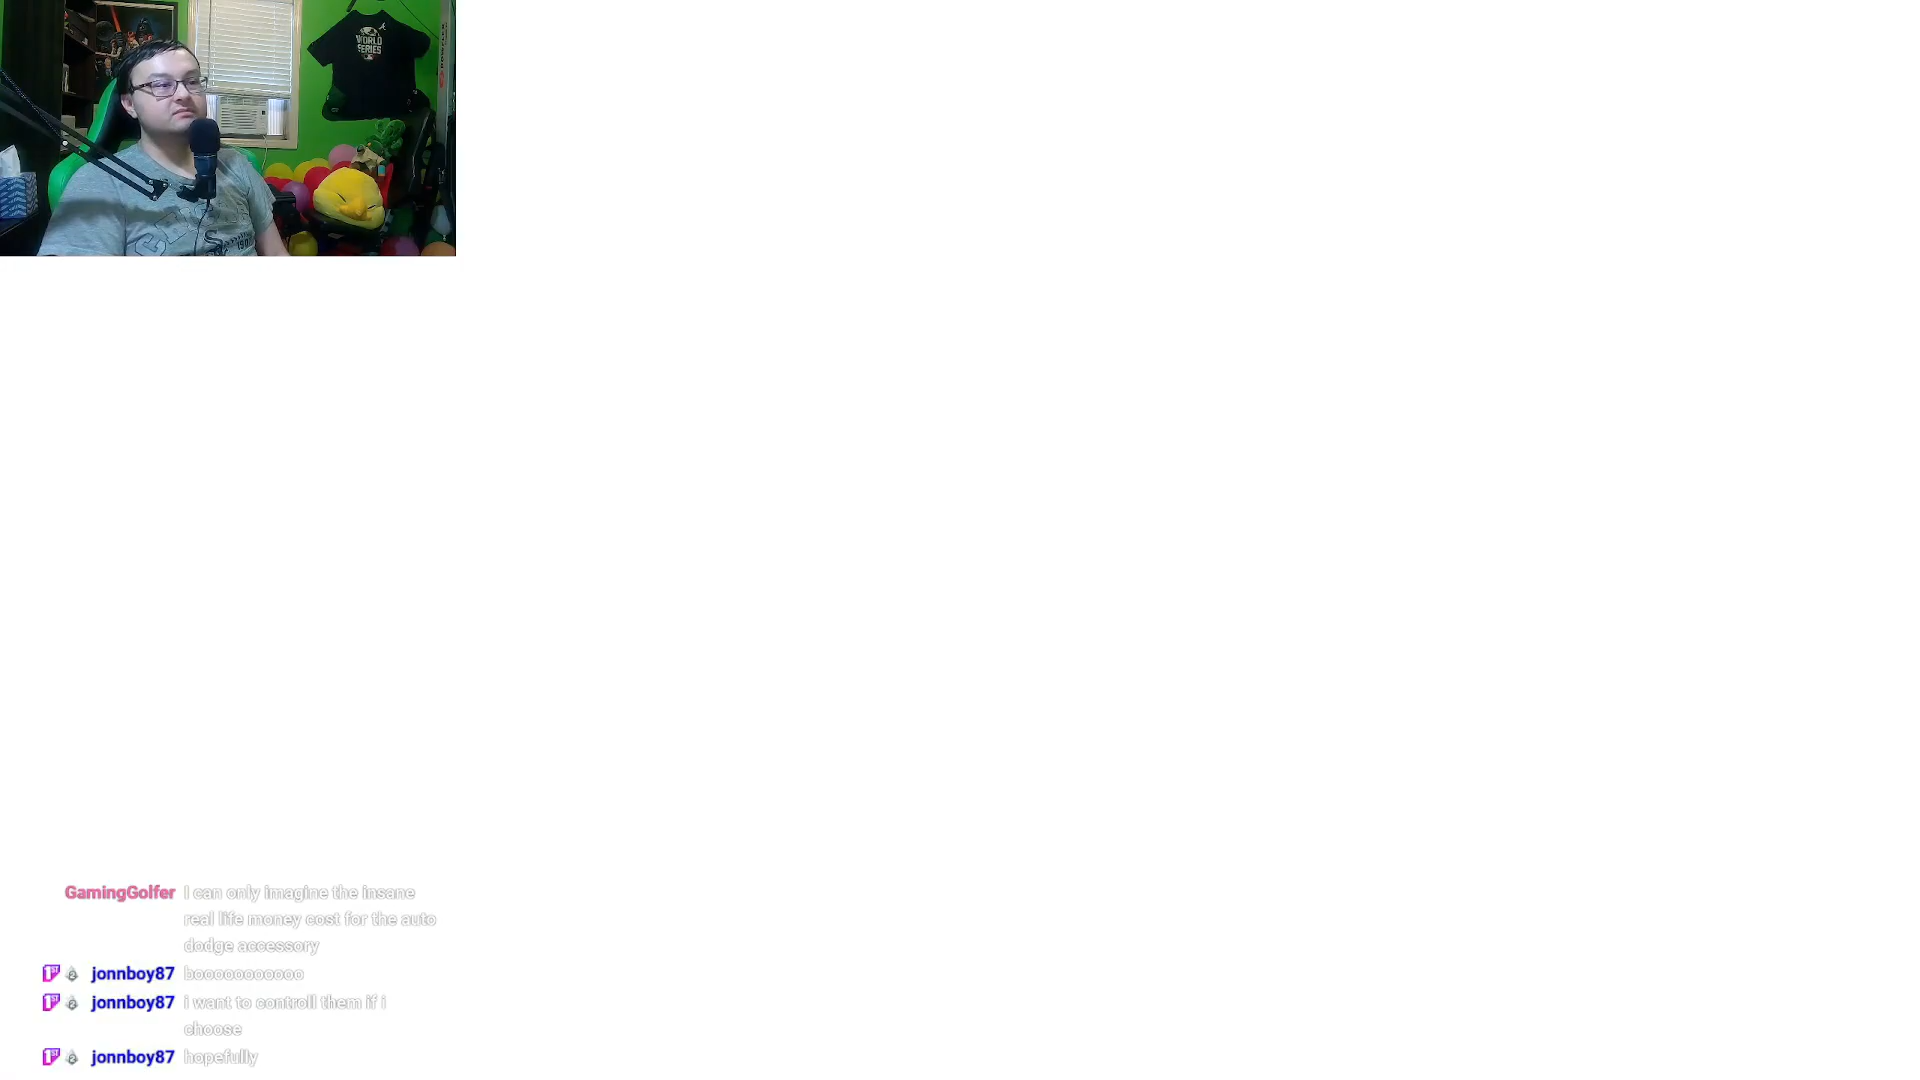 WORLD
SERIES
GamingGolfer I can only imagine the insane
real life money cost for the auto
dodge accessory
jonnboy87 booooooooooo
jonnboy87 i want to controll them if i
choose
jonnboy87 hopefully